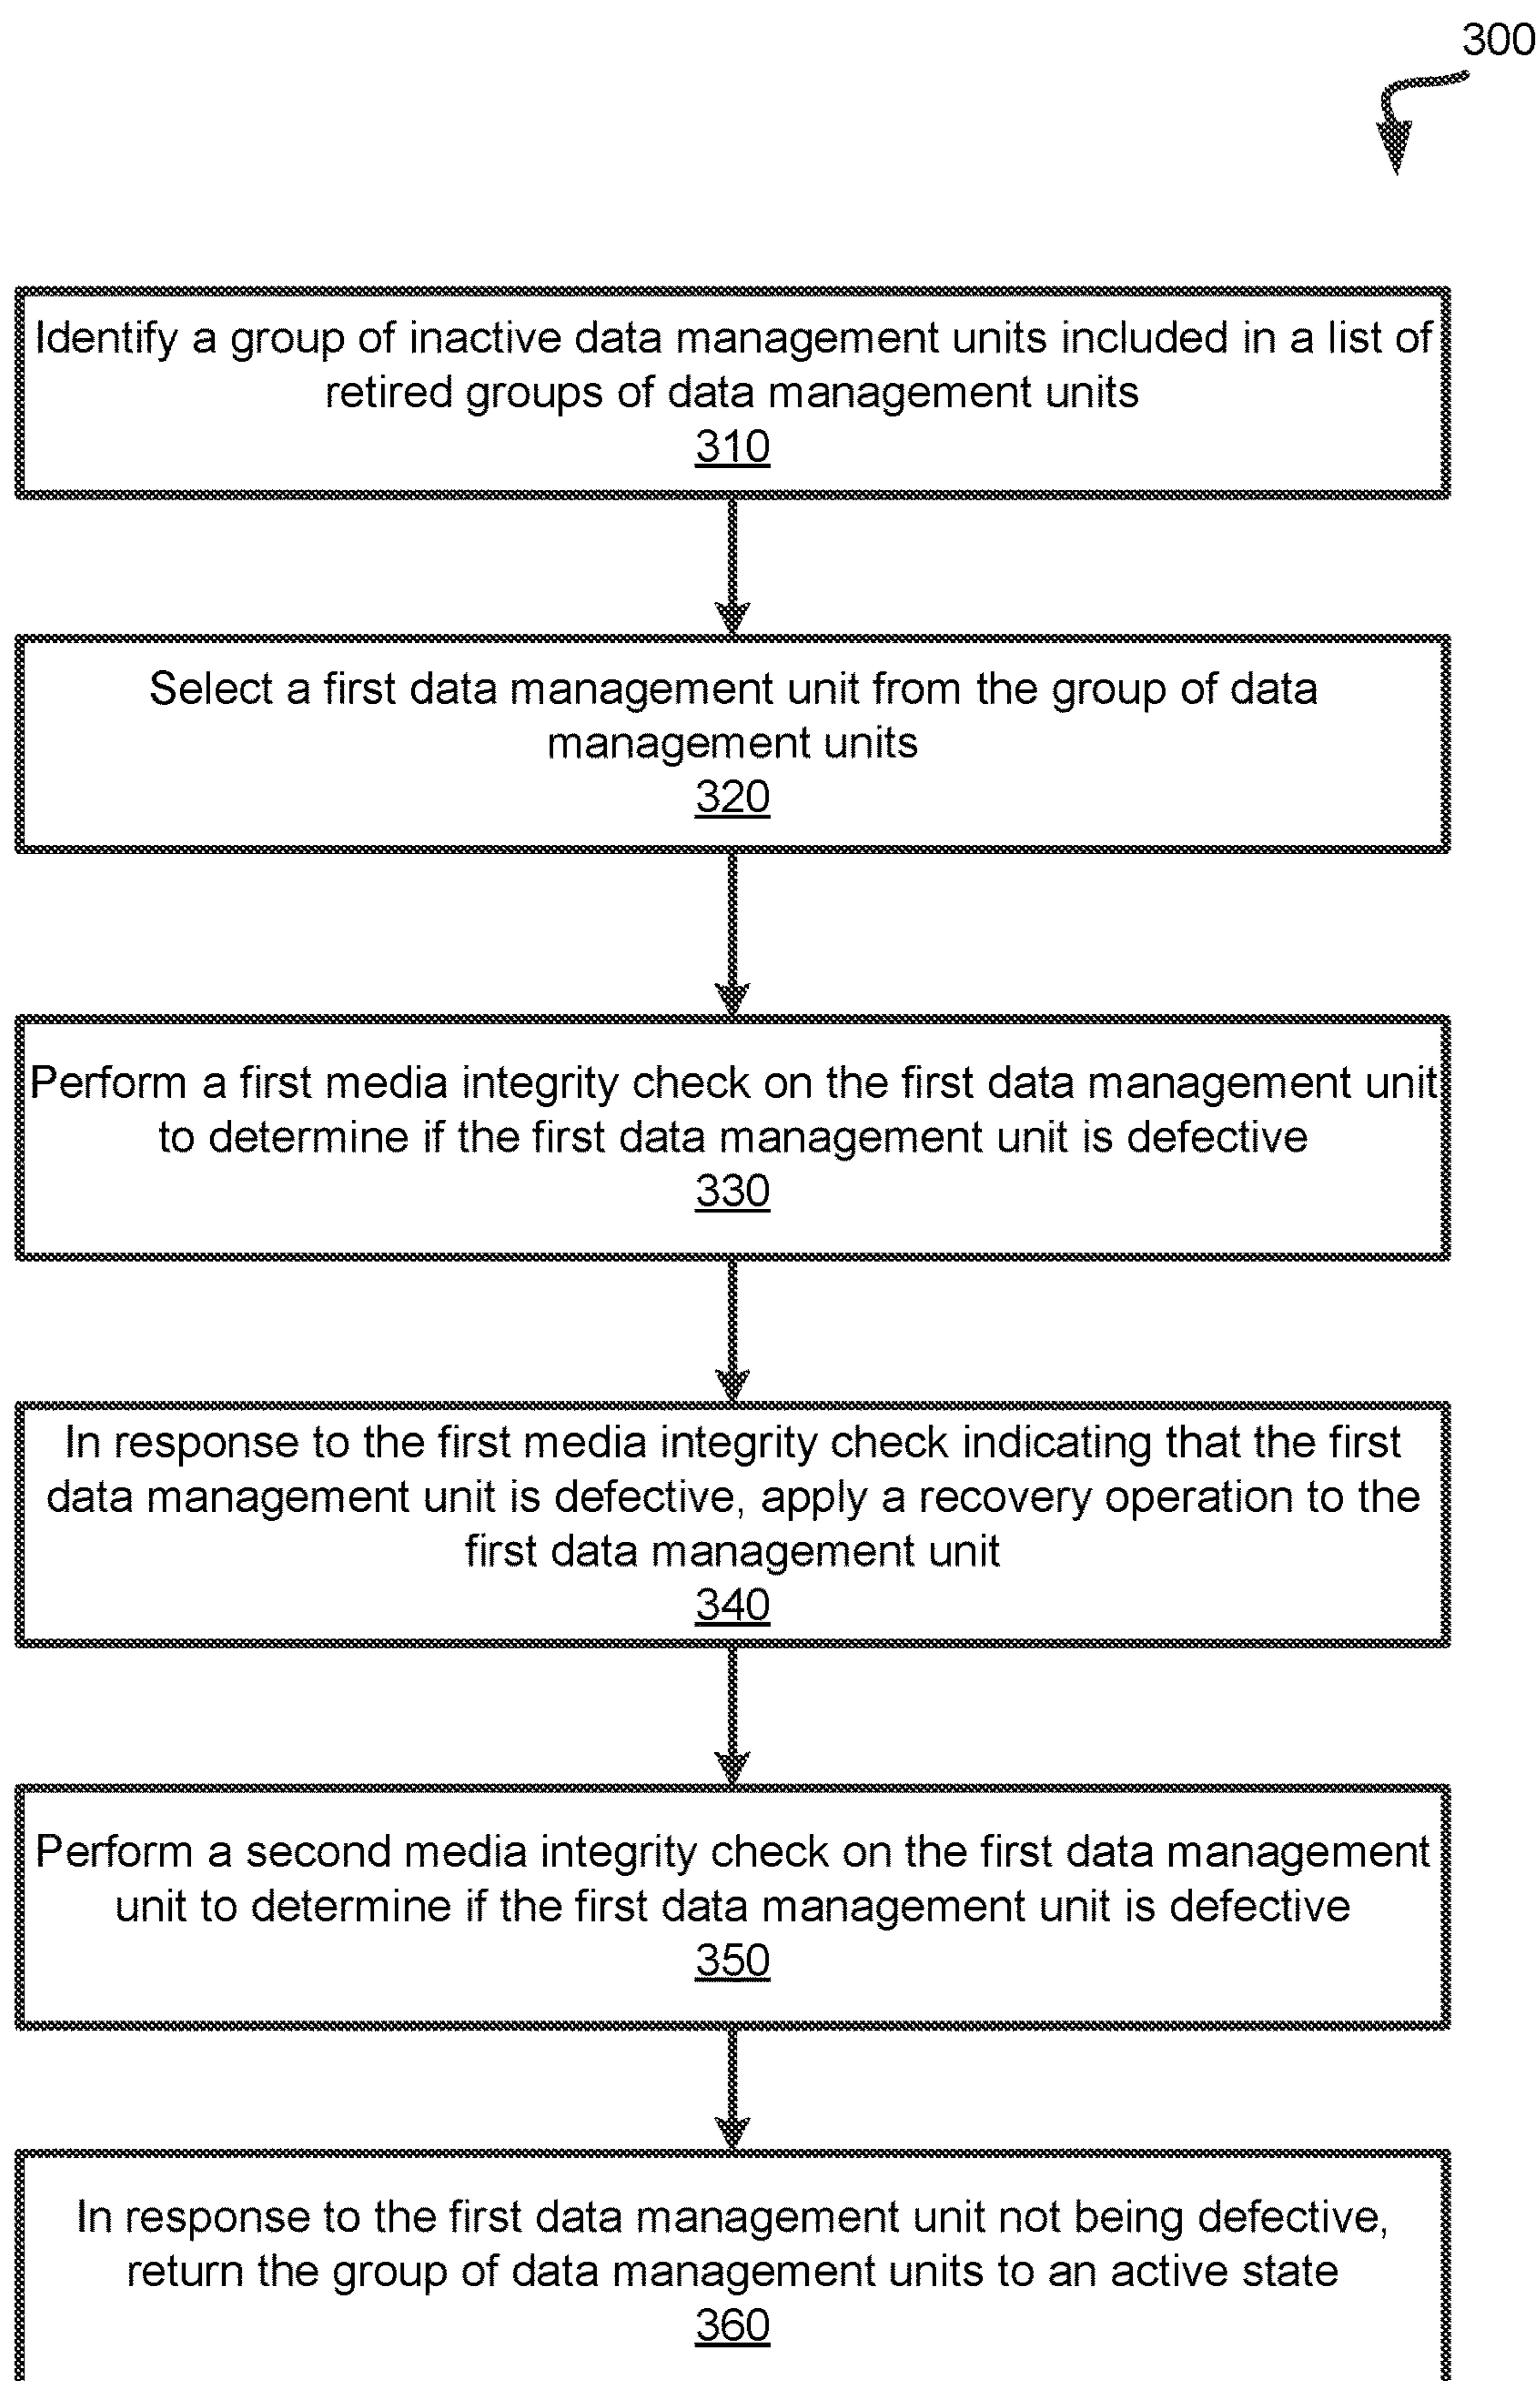 300
Identify a group of inactive data management units included in a list of
retired groups of data management units
310
Select a first data management unit from the group of data
management units
320
Perform a first media integrity check on the first data management unit
to determine if the first data management unit is defective
330
In response to the first media integrity check indicating that the first
data management unit is defective, apply a recovery operation to the
first data management unit
340
Perform a second media integrity check on the first data management
unit to determine if the first data management unit is defective
350
In response to the first data management unit not being defective,
return the group of data management units to an active state
360